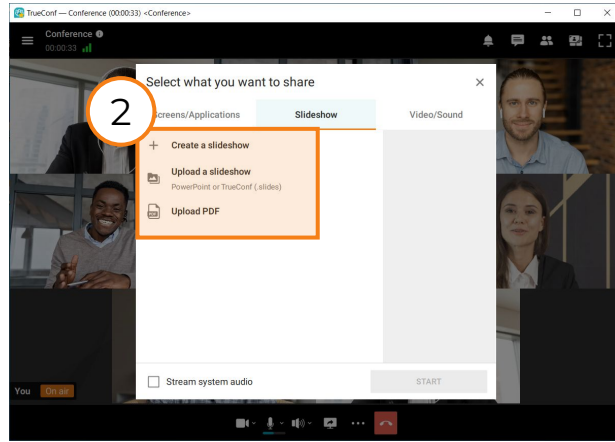 TrueConf — Conference (00:00:33) <Conference>
Conference
00:00:33
Select what you want to share
2
creens/Applications
Slideshow
Video/Sound
Create a slideshow
Upload a slideshow
PowerPoint or TrueConf (.slides)
Upload PDF
Stream system audio
START
You
On air